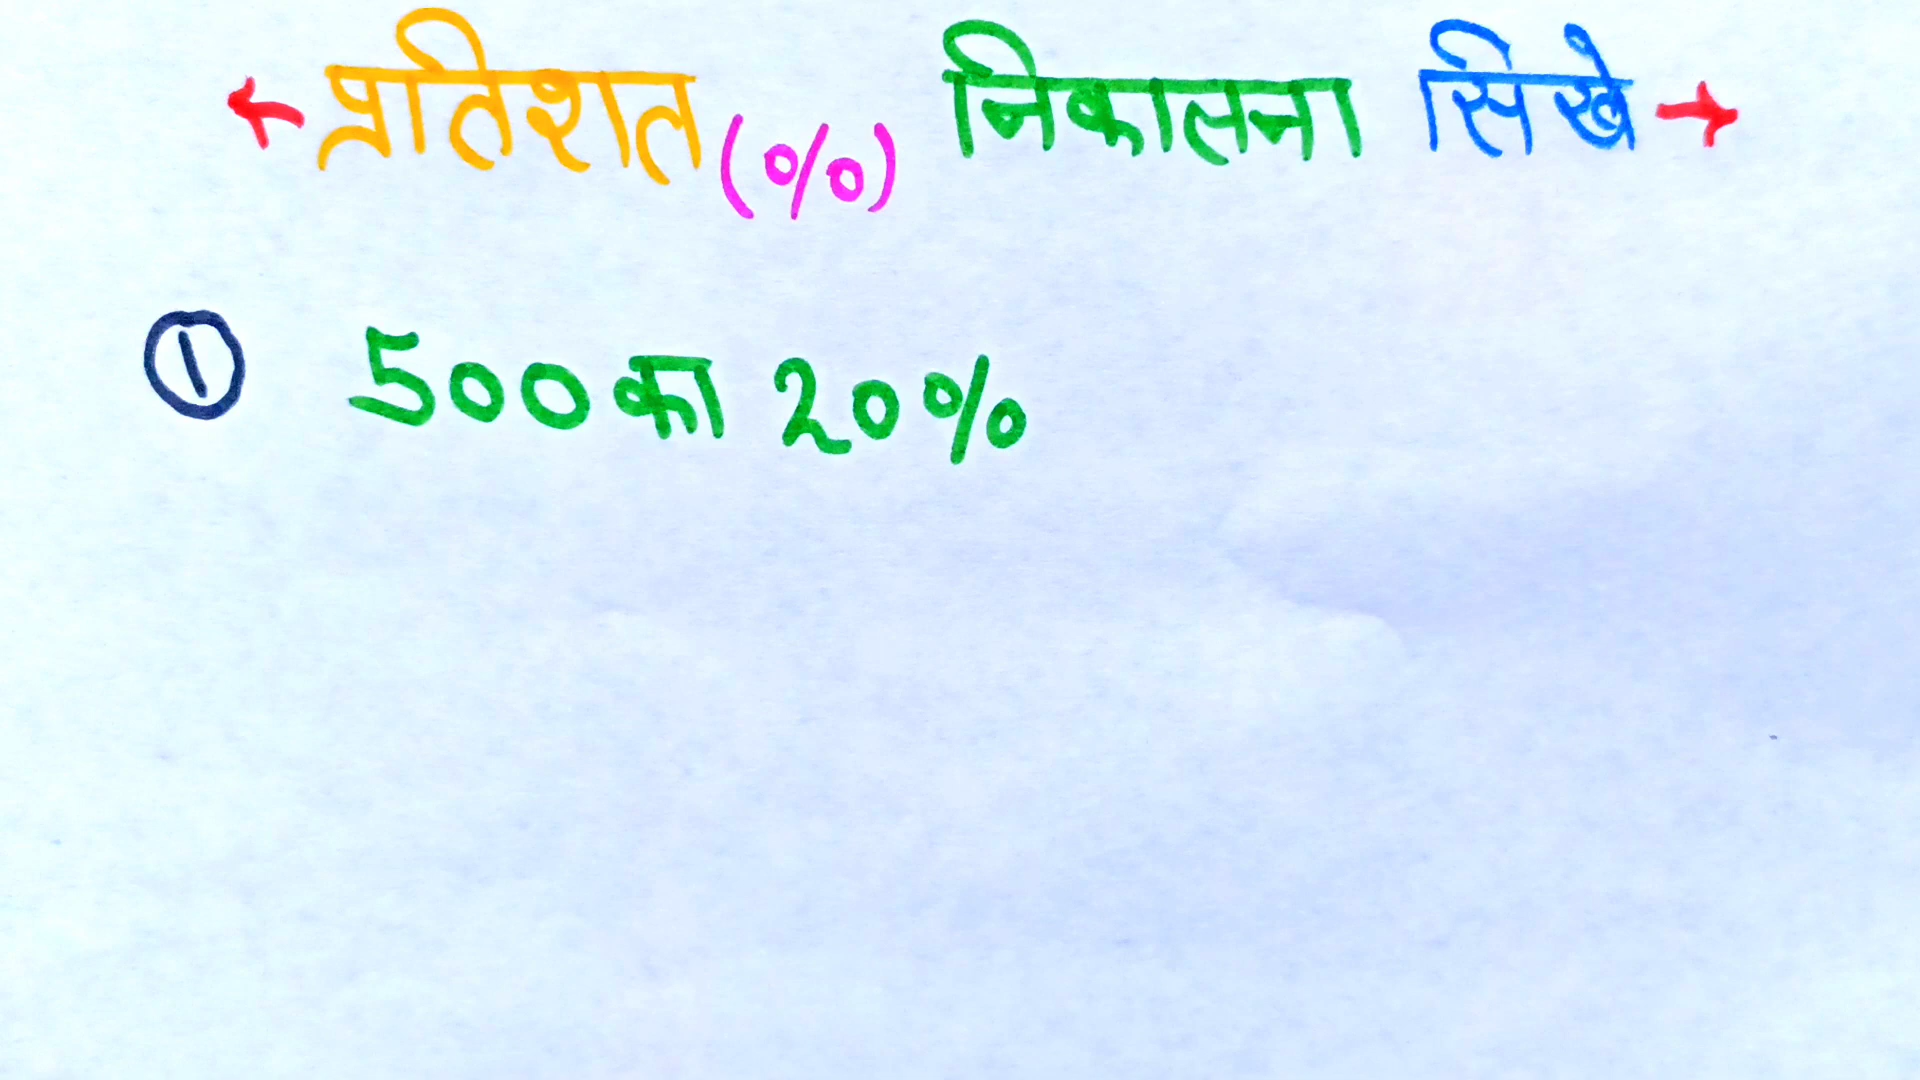 ← प्रतिशत (%) निकालना सिखे →
① 500 का 20%